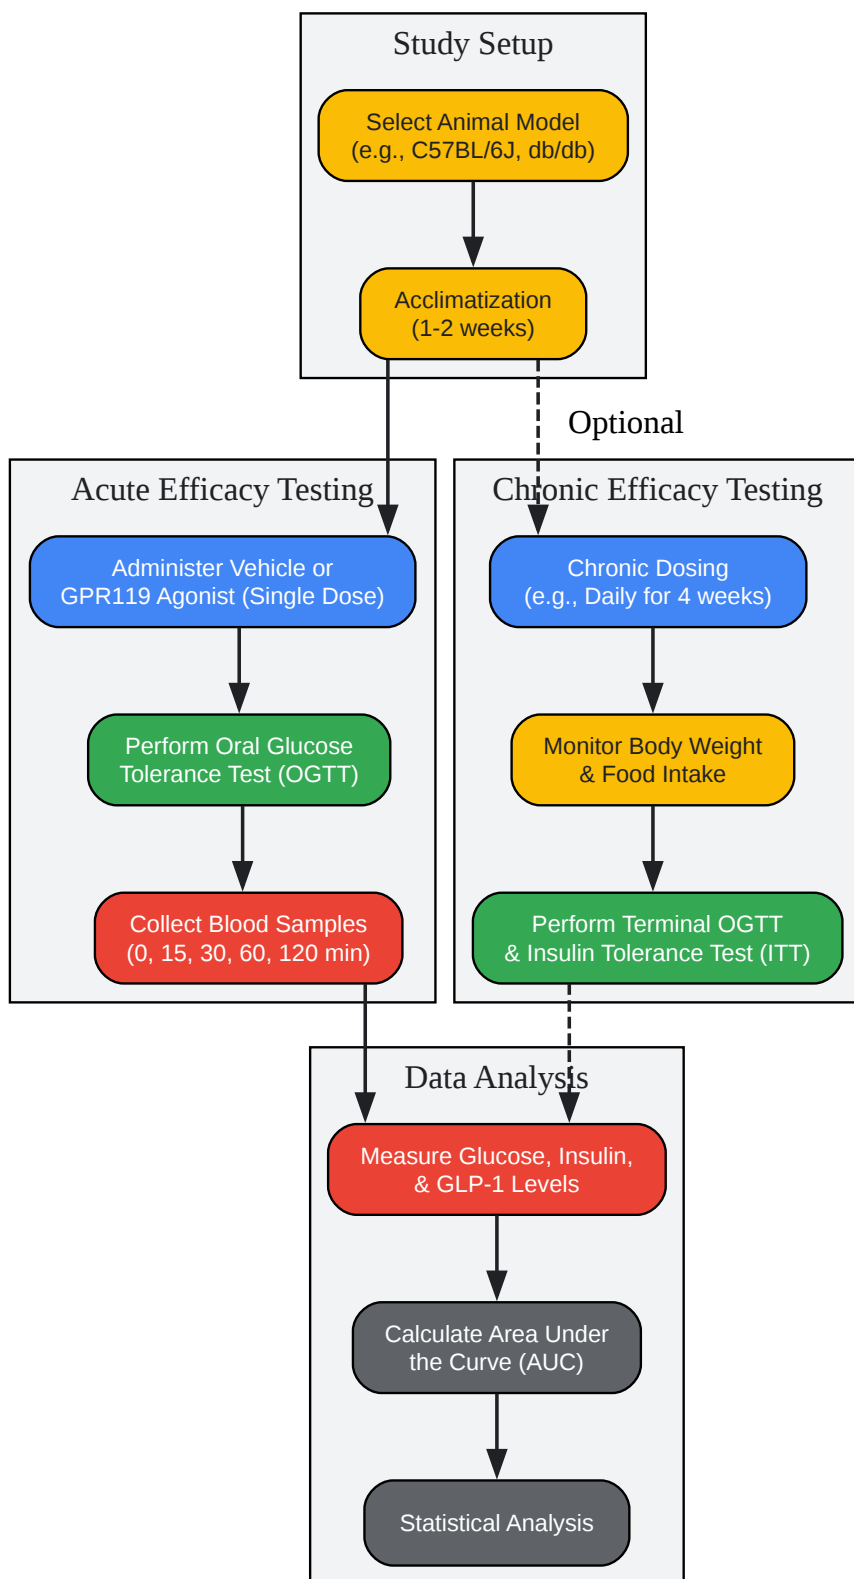 Study Setup
Select Animal Model
(e.g., C57BL/6J, db/db)
Acclimatization
(1-2 weeks)
Optional
Acute Efficacy Testing
Administer Vehicle or
GPR119 Agonist (Single Dose)
Perform Oral Glucose
Tolerance Test (OGTT)
Collect Blood Samples
(0, 15, 30, 60, 120 min)
Chronic Efficacy Testing
Chronic Dosing
(e.g., Daily for 4 weeks)
Monitor Body Weight
& Food Intake
Perform Terminal OGTT
& Insulin Tolerance Test (ITT)
Data Analysis
Measure Glucose, Insulin,
& GLP-1 Levels
Calculate Area Under
the Curve (AUC)
Statistical Analysis